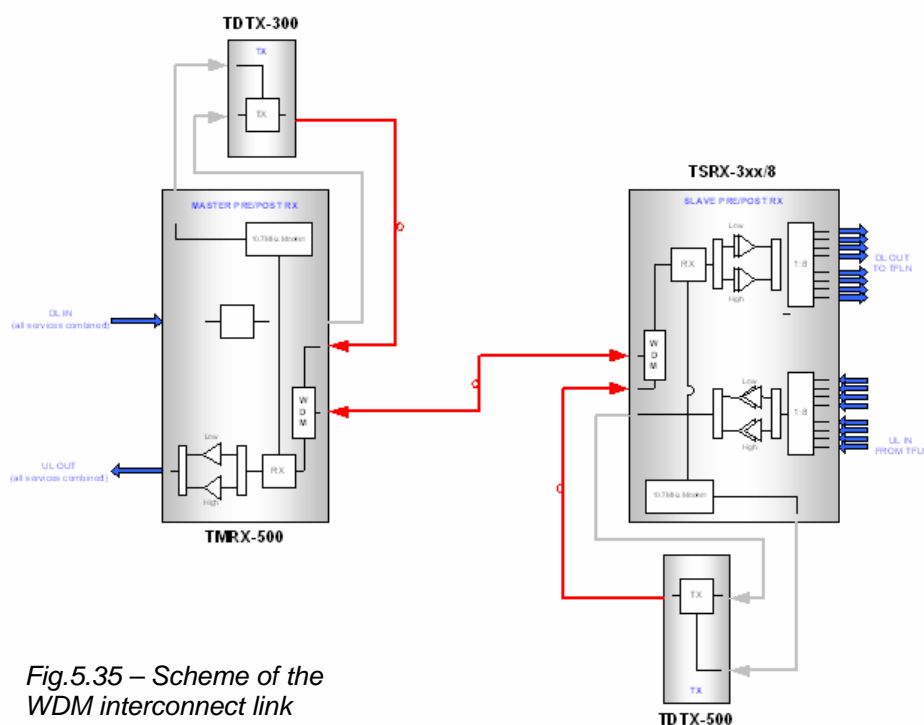 TDTX-300
TX
TX
TSRX-3xx/8
MASTER PRE/POST RX
SLAVE PRE/POST RX
10.7MHz Modem
Low
RX
1:8
DL OUT
TO TFLN
High
DL IN
(all services combined)
WDM
WDM
Low
1:8
UL IN
High
Low
UL OUT
(all services combined)
RX
High
10.7MHz Modem
TMRX-500
TX
TX
TDTX-500
Fig.5.35 – Scheme of the
WDM interconnect link